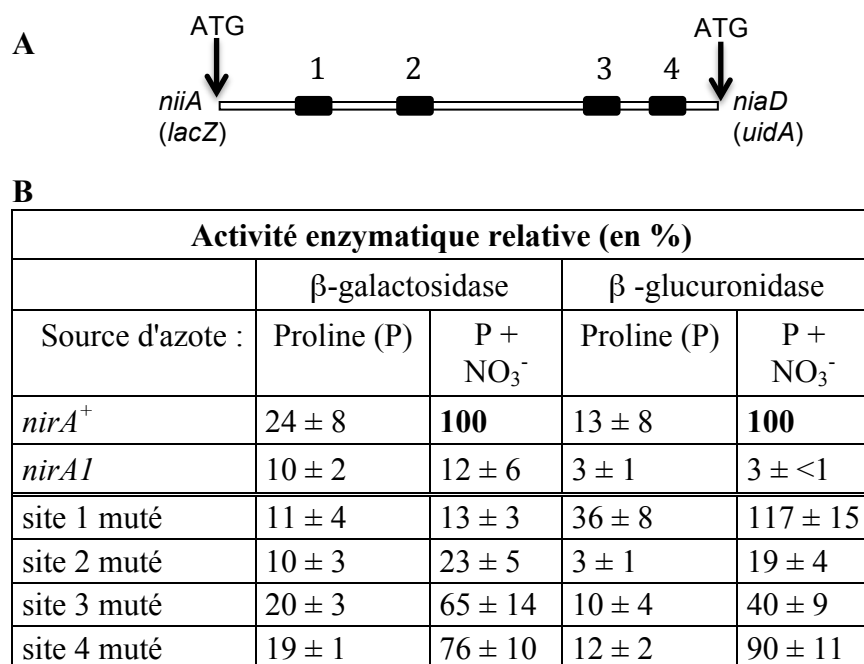 A
ATG ATG
1 2 3 4
niiA niaD
(lacZ) (uidA)
B
Activité enzymatique relative (en %)
β-galactosidase β -glucuronidase
Source d'azote : Proline (P) P + NO₃⁻ Proline (P) P + NO₃⁻
nirA⁺ 24 ± 8 100 13 ± 8 100
nirA1 10 ± 2 12 ± 6 3 ± 1 3 ± <1
site 1 muté 11 ± 4 13 ± 3 36 ± 8 117 ± 15
site 2 muté 10 ± 3 23 ± 5 3 ± 1 19 ± 4
site 3 muté 20 ± 3 65 ± 14 10 ± 4 40 ± 9
site 4 muté 19 ± 1 76 ± 10 12 ± 2 90 ± 11